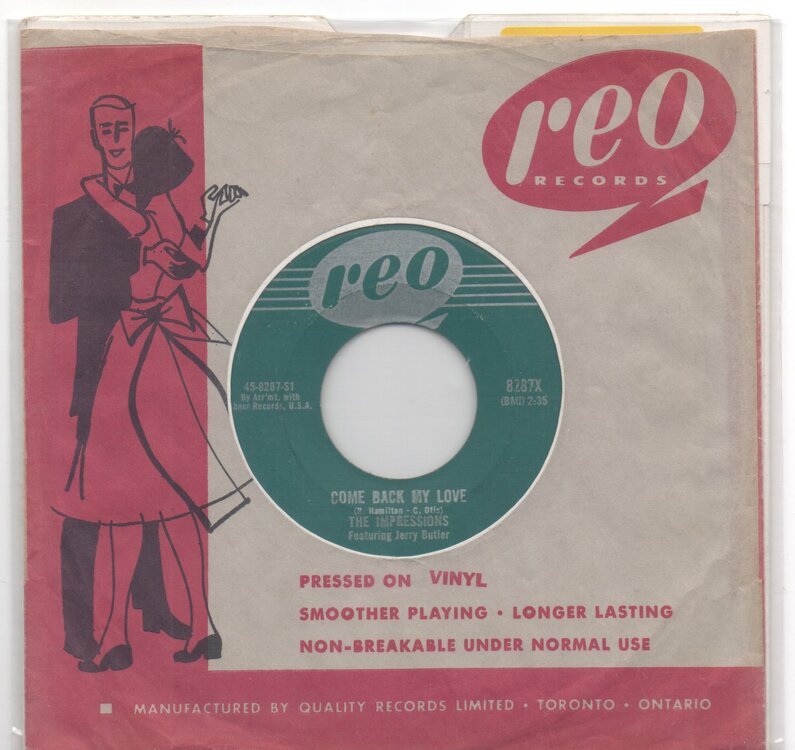 reo
RECORDS
reo
45-8287-S1
By Arr'mt. with
Records, U.S.A.
8287X
(BMI) 2:35
COME BACK MY LOVE
Hamilton - C. Otis)
THE IMPRESSIONS
Featuring Jerry Butler
PRESSED ON VINYL
SMOOTHER PLAYING • LONGER LASTING
NON-BREAKABLE UNDER NORMAL USE
MANUFACTURED BY QUALITY RECORDS LIMITED • TORONTO • ONTARIO